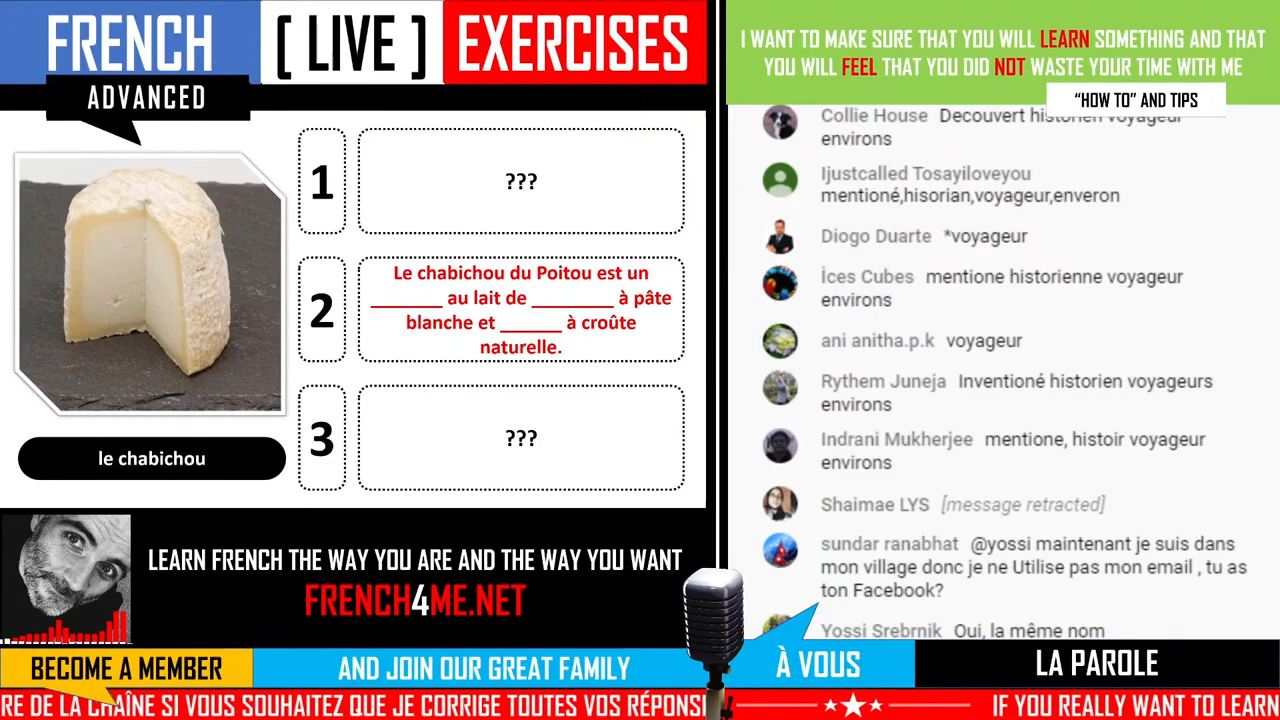 FRENCH [ LIVE ] EXERCISES
ADVANCED
1
???
2
Le chabichou du Poitou est un
_______ au lait de ________ à pâte
blanche et ______ à croûte
naturelle.
3
???
le chabichou
LEARN FRENCH THE WAY YOU ARE AND THE WAY YOU WANT
FRENCH4ME.NET
BECOME A MEMBER
AND JOIN OUR GREAT FAMILY
I WANT TO MAKE SURE THAT YOU WILL LEARN SOMETHING AND THAT
YOU WILL FEEL THAT YOU DID NOT WASTE YOUR TIME WITH ME
“HOW TO” AND TIPS
Collie House Decouvert historien voyageur
environs
Ijustcalled Tosayiloveyou
mentioné,hisorian,voyageur,enveron
Diogo Duarte *voyageur
İces Cubes mentione historienne voyageur
environs
ani anitha.p.k voyageur
Rythem Juneja Inventioné historien voyageurs
environs
Indrani Mukherjee mentione, histoir voyageur
environs
Shaimae LYS [message retracted]
sundar ranabhat @yossi maintenant je suis dans
mon village donc je ne Utilise pas mon email , tu as
ton Facebook?
Yossi Srebrnik Oui, la même nom
À VOUS
LA PAROLE
RE DE LA CHAÎNE SI VOUS SOUHAITEZ QUE JE CORRIGE TOUTES VOS RÉPONS
IF YOU REALLY WANT TO LEARN